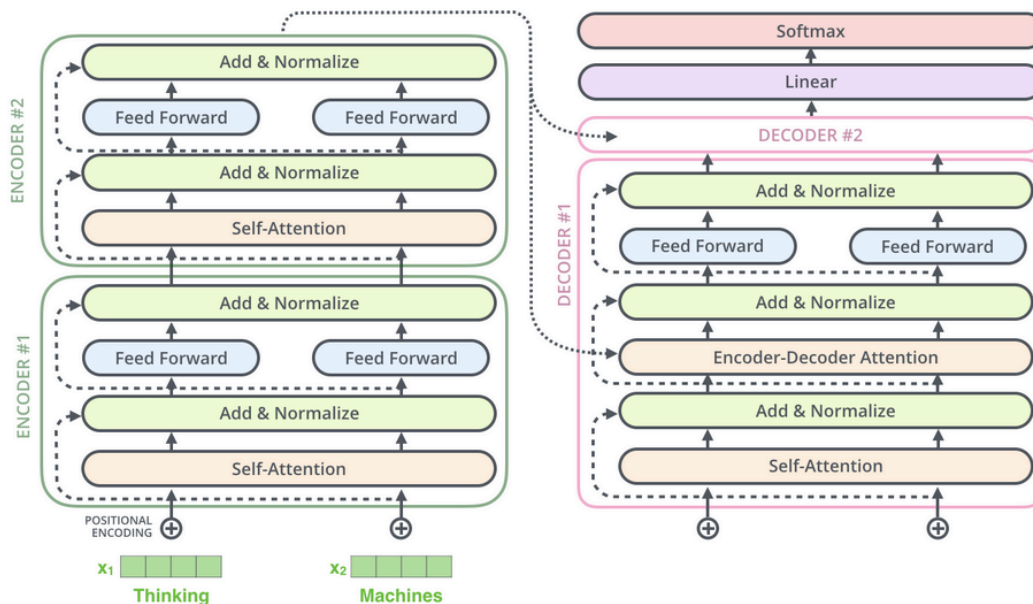 ENCODER #2
Add & Normalize
Feed Forward
Feed Forward
Add & Normalize
Self-Attention
ENCODER #1
Add & Normalize
Feed Forward
Feed Forward
Add & Normalize
Self-Attention
POSITIONAL
ENCODING
x₁
x₂
Thinking
Machines
Softmax
Linear
DECODER #2
DECODER #1
Add & Normalize
Feed Forward
Feed Forward
Add & Normalize
Encoder-Decoder Attention
Add & Normalize
Self-Attention